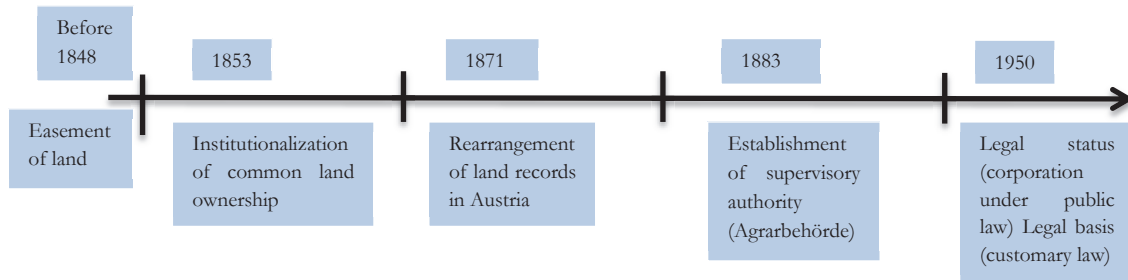 Before
1848
1853
1871
1883
1950
Easement
of land
Institutionalization
of common land
ownership
Rearrangement
of land records
in Austria
Establishment
of supervisory
authority
(Agrarbehörde)
Legal status
(corporation
under public
law) Legal basis
(customary law)